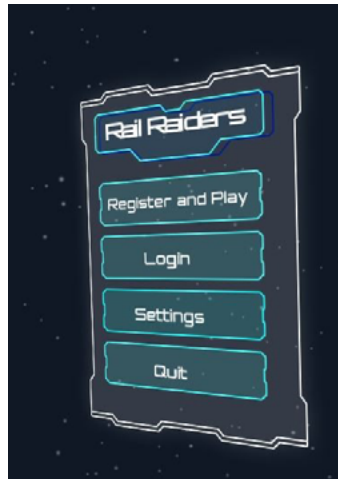 Rail Raiders
Register and Play
Login
Settings
Quit